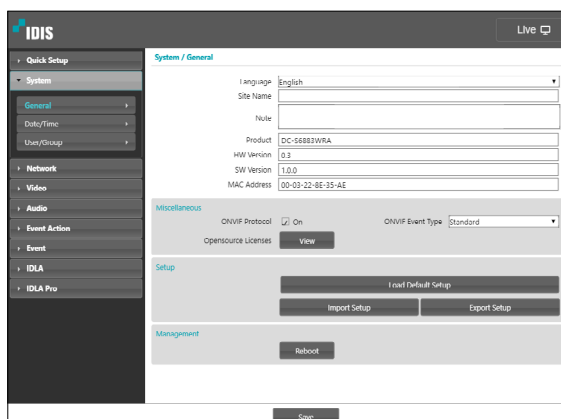 IDIS
Live
Quick Setup
System
General
Date/Time
User/Group
Network
Video
Audio
Event Action
Event
IDLA
IDLA Pro
System / General
Language English
Site Name
Note
Product DC-S6883WRA
HW Version 0.3
SW Version 1.0.0
MAC Address 00-03-22-8E-35-AE
Miscellaneous
ONVIF Protocol On ONVIF Event Type Standard
Opensource Licenses View
Setup
Load Default Setup
Import Setup Export Setup
Management
Reboot
Save